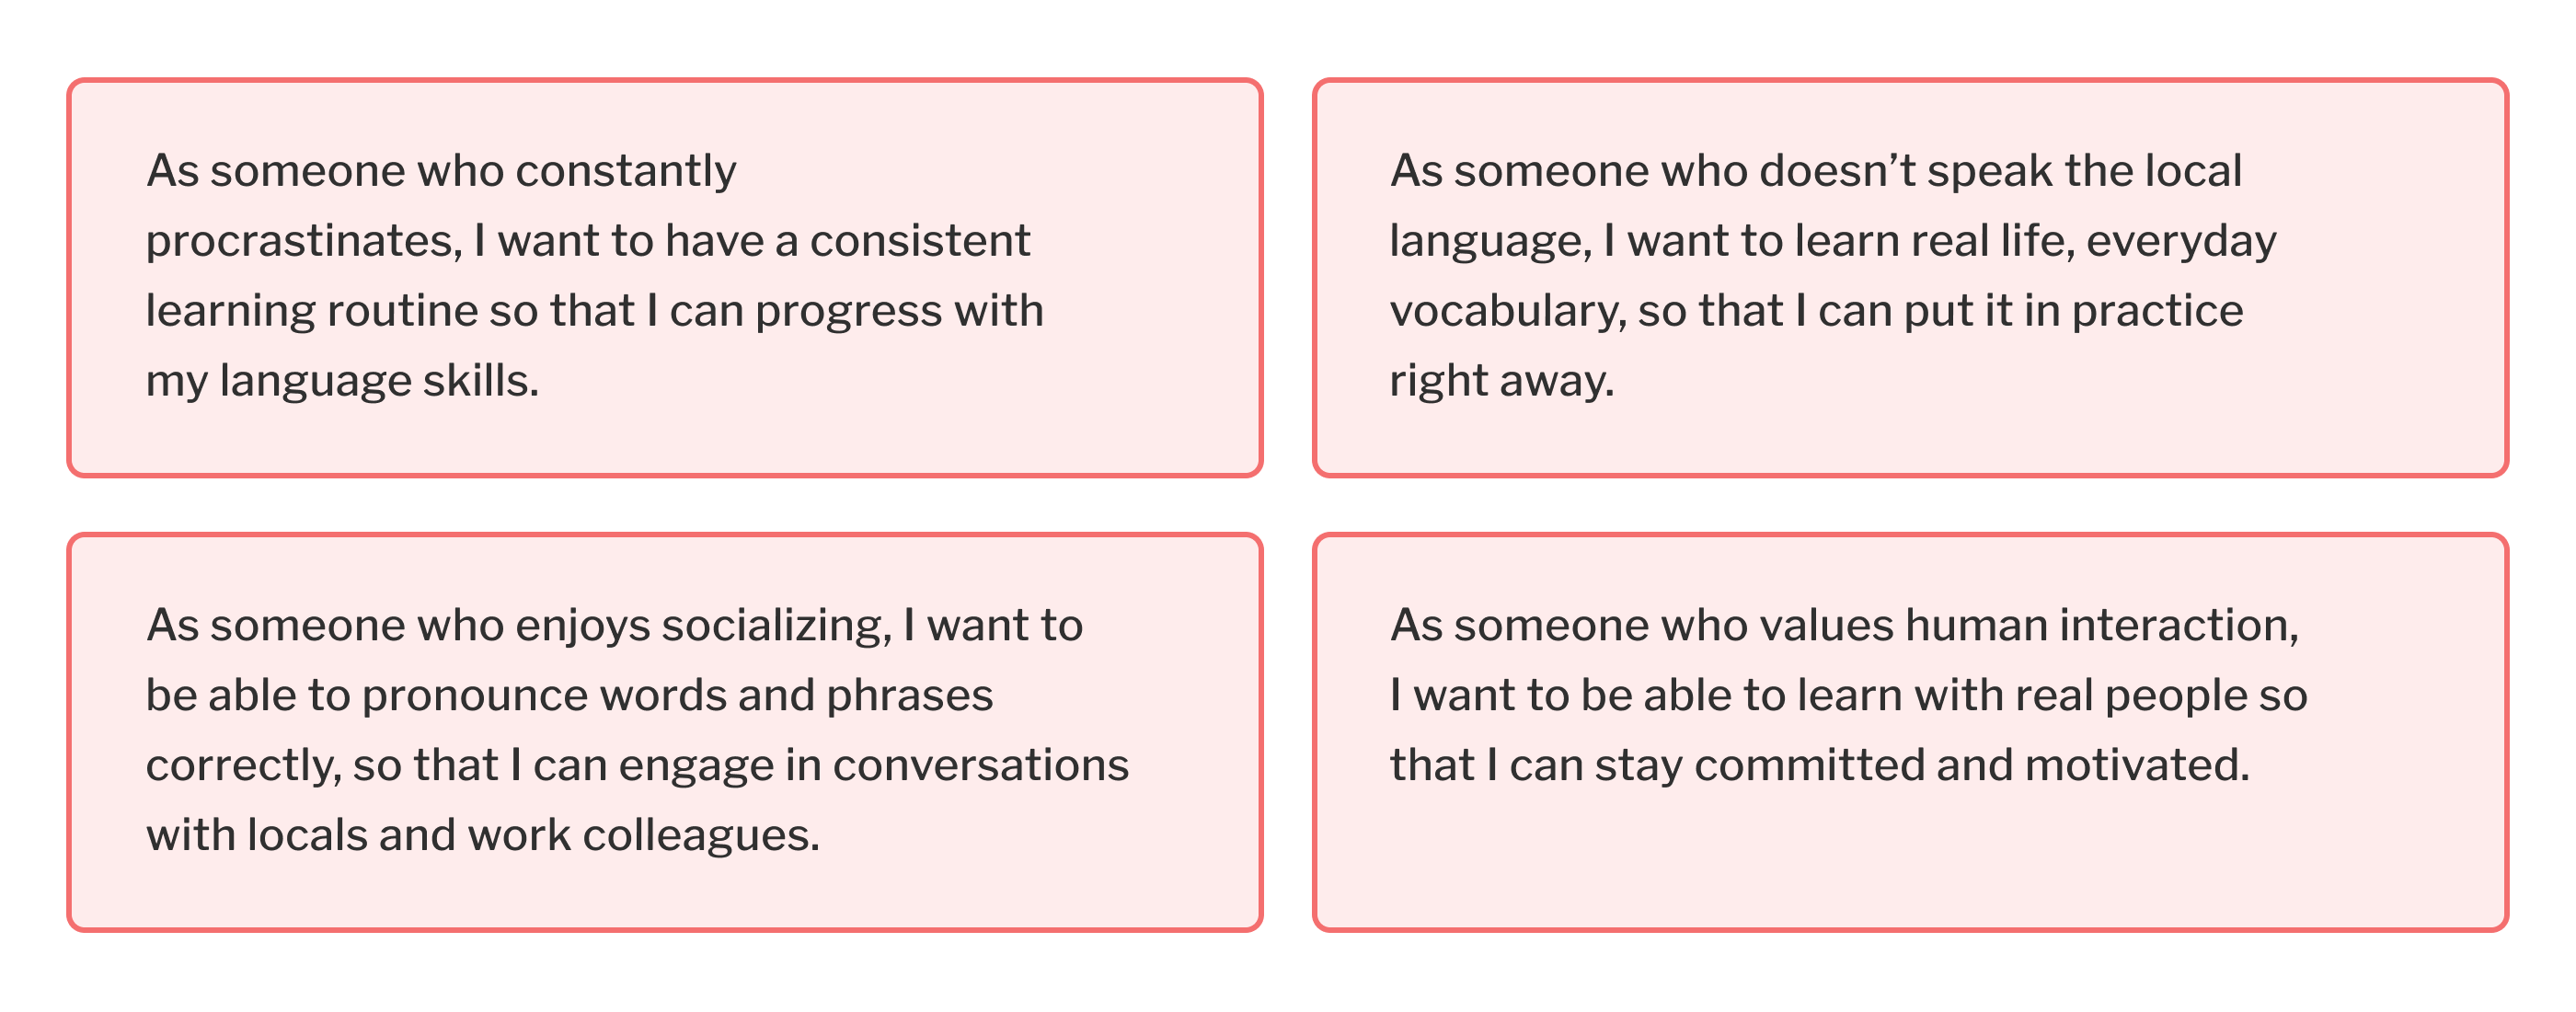 As someone who constantly
procrastinates, I want to have a consistent
learning routine so that I can progress with
my language skills.
As someone who doesn’t speak the local
language, I want to learn real life, everyday
vocabulary, so that I can put it in practice
right away.
As someone who enjoys socializing, I want to
be able to pronounce words and phrases
correctly, so that I can engage in conversations
with locals and work colleagues.
As someone who values human interaction,
I want to be able to learn with real people so
that I can stay committed and motivated.